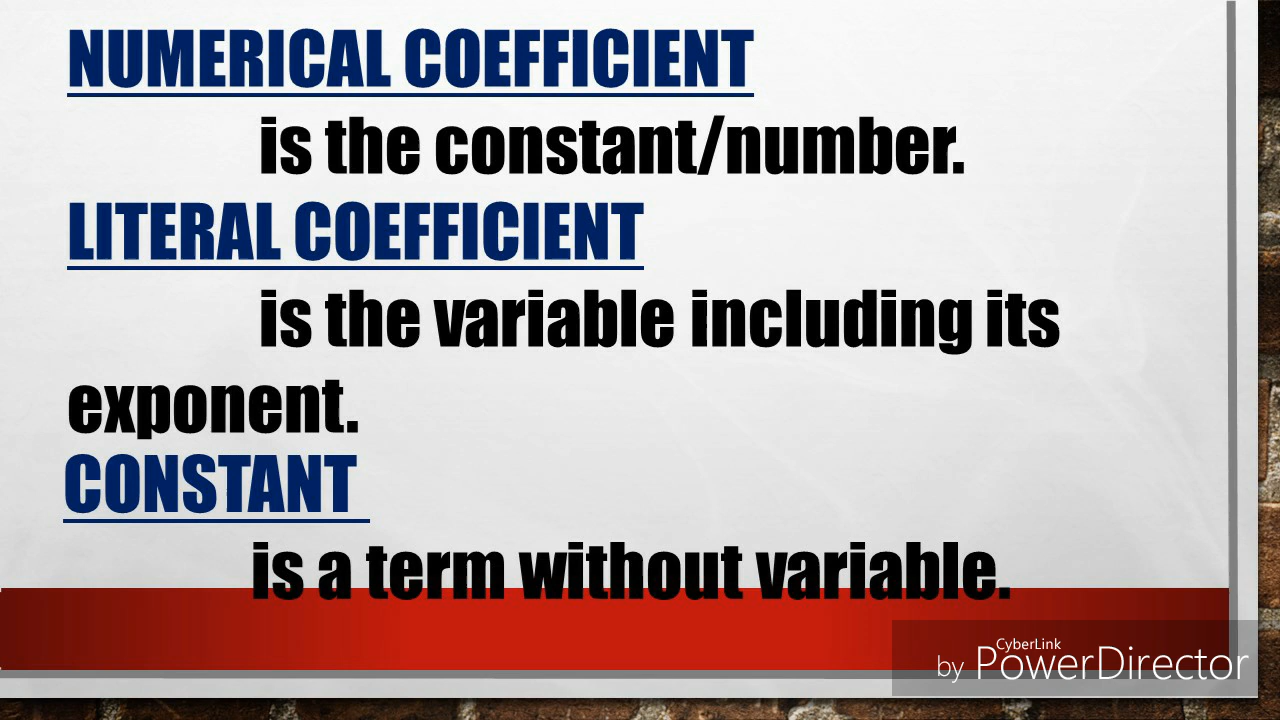 NUMERICAL COEFFICIENT
is the constant/number.
LITERAL COEFFICIENT
is the variable including its
exponent.
CONSTANT
is a term without variable.
CyberLink
by PowerDirector